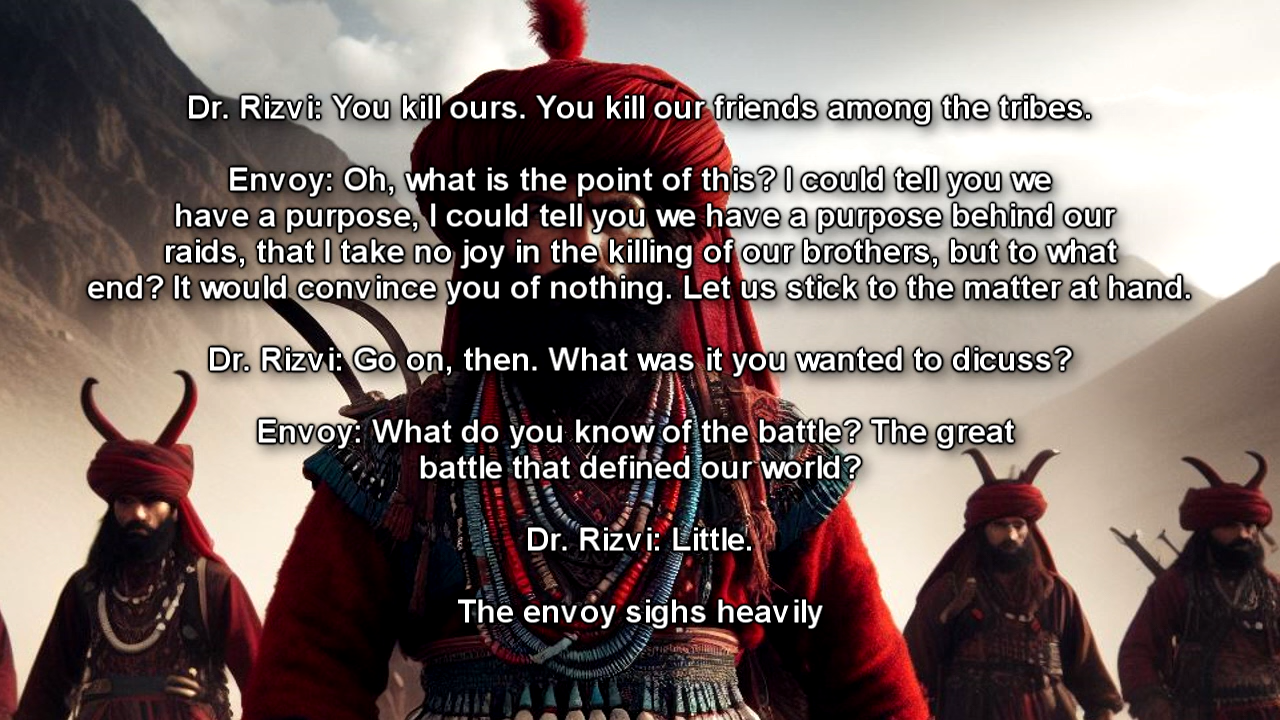 Dr. Rizvi: You kill ours. You kill our friends among the tribes.
Envoy: Oh, what is the point of this? I could tell you we
have a purpose, I could tell you we have a purpose behind our
raids, that I take no joy in the killing of our brothers, but to what
end? It would convince you of nothing. Let us stick to the matter at hand.
Dr. Rizvi: Go on, then. What was it you wanted to dicuss?
Envoy: What do you know of the battle? The great
battle that defined our world?
Dr. Rizvi: Little.
The envoy sighs heavily